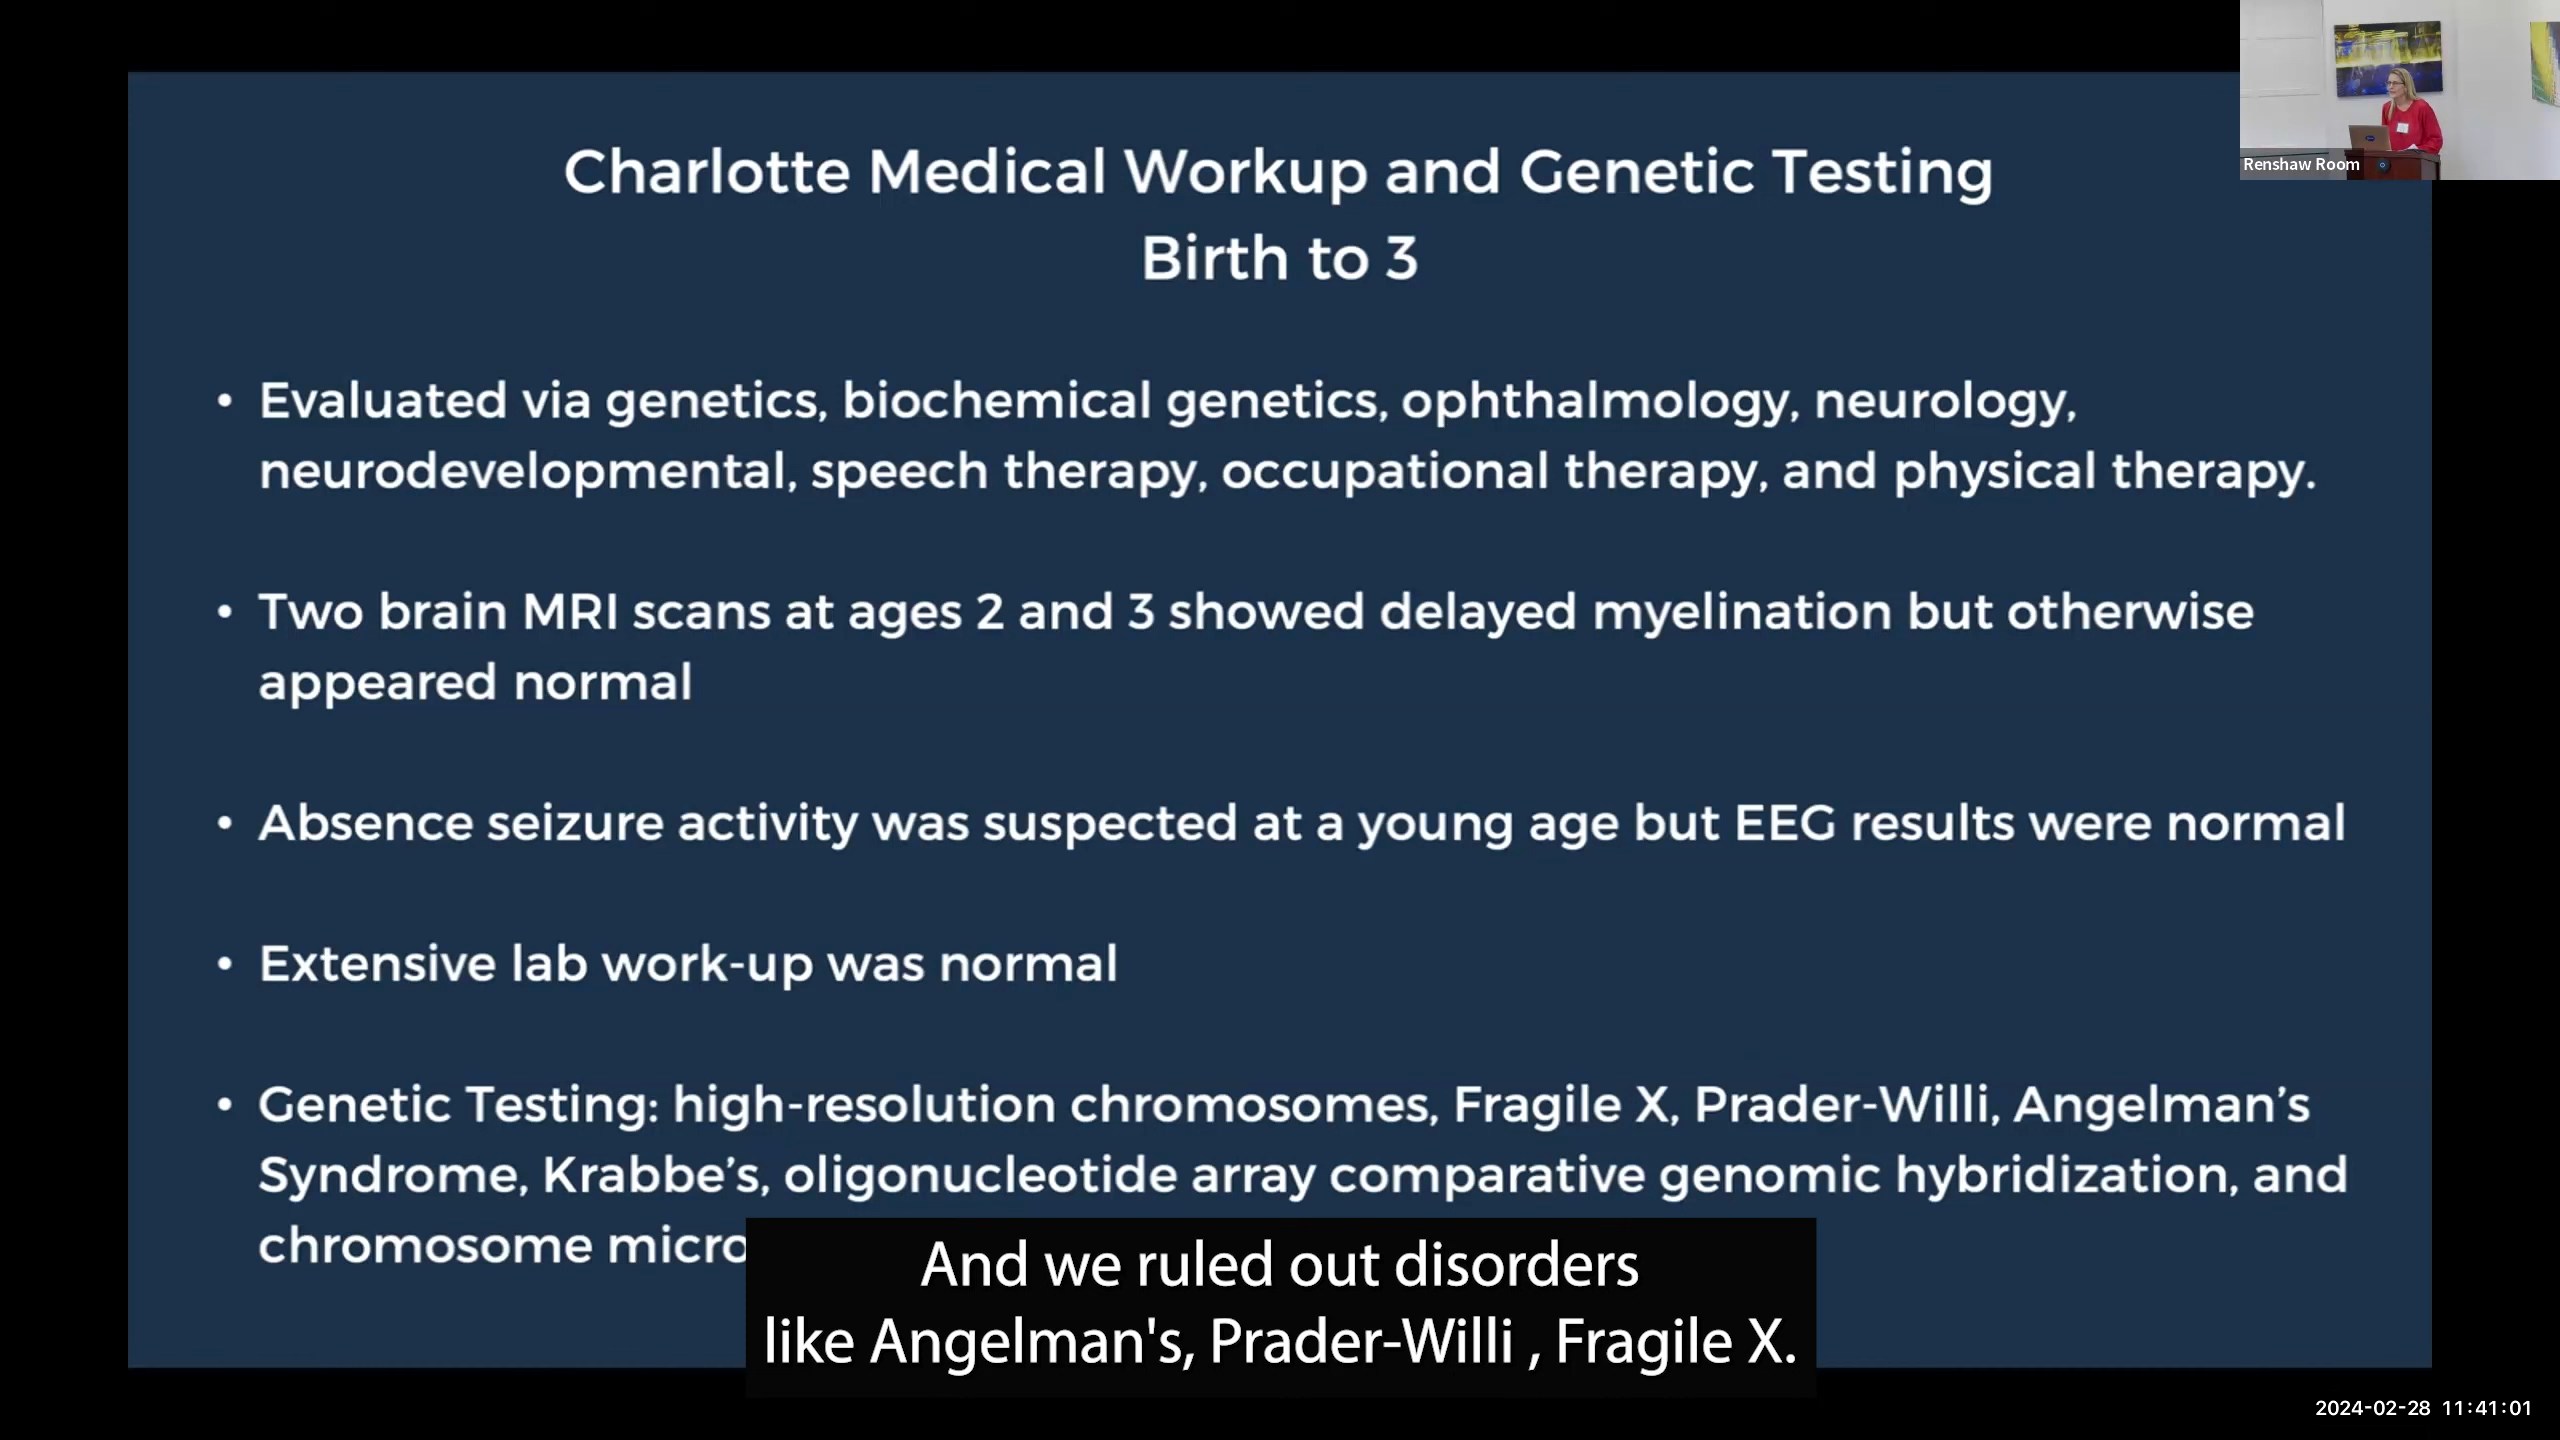 Charlotte Medical Workup and Genetic Testing
Birth to 3
Renshaw Room
• Evaluated via genetics, biochemical genetics, ophthalmology, neurology,
neurodevelopmental, speech therapy, occupational therapy, and physical therapy.
• Two brain MRI scans at ages 2 and 3 showed delayed myelination but otherwise
appeared normal
• Absence seizure activity was suspected at a young age but EEG results were normal
• Extensive lab work-up was normal
• Genetic Testing: high-resolution chromosomes, Fragile X, Prader-Willi, Angelman’s
Syndrome, Krabbe’s, oligonucleotide array comparative genomic hybridization, and
chromosome micro
And we ruled out disorders
like Angelman's, Prader-Willi , Fragile X.
2024-02-28 11:41:01